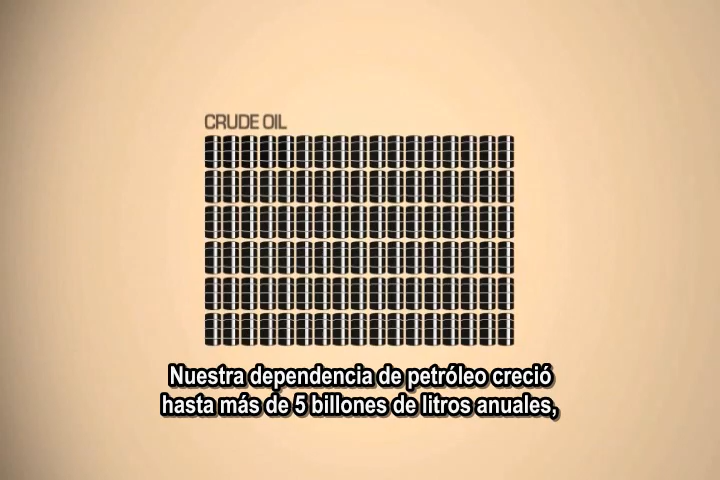 CRUDE OIL
Nuestra dependencia de petróleo creció
hasta más de 5 billones de litros anuales,